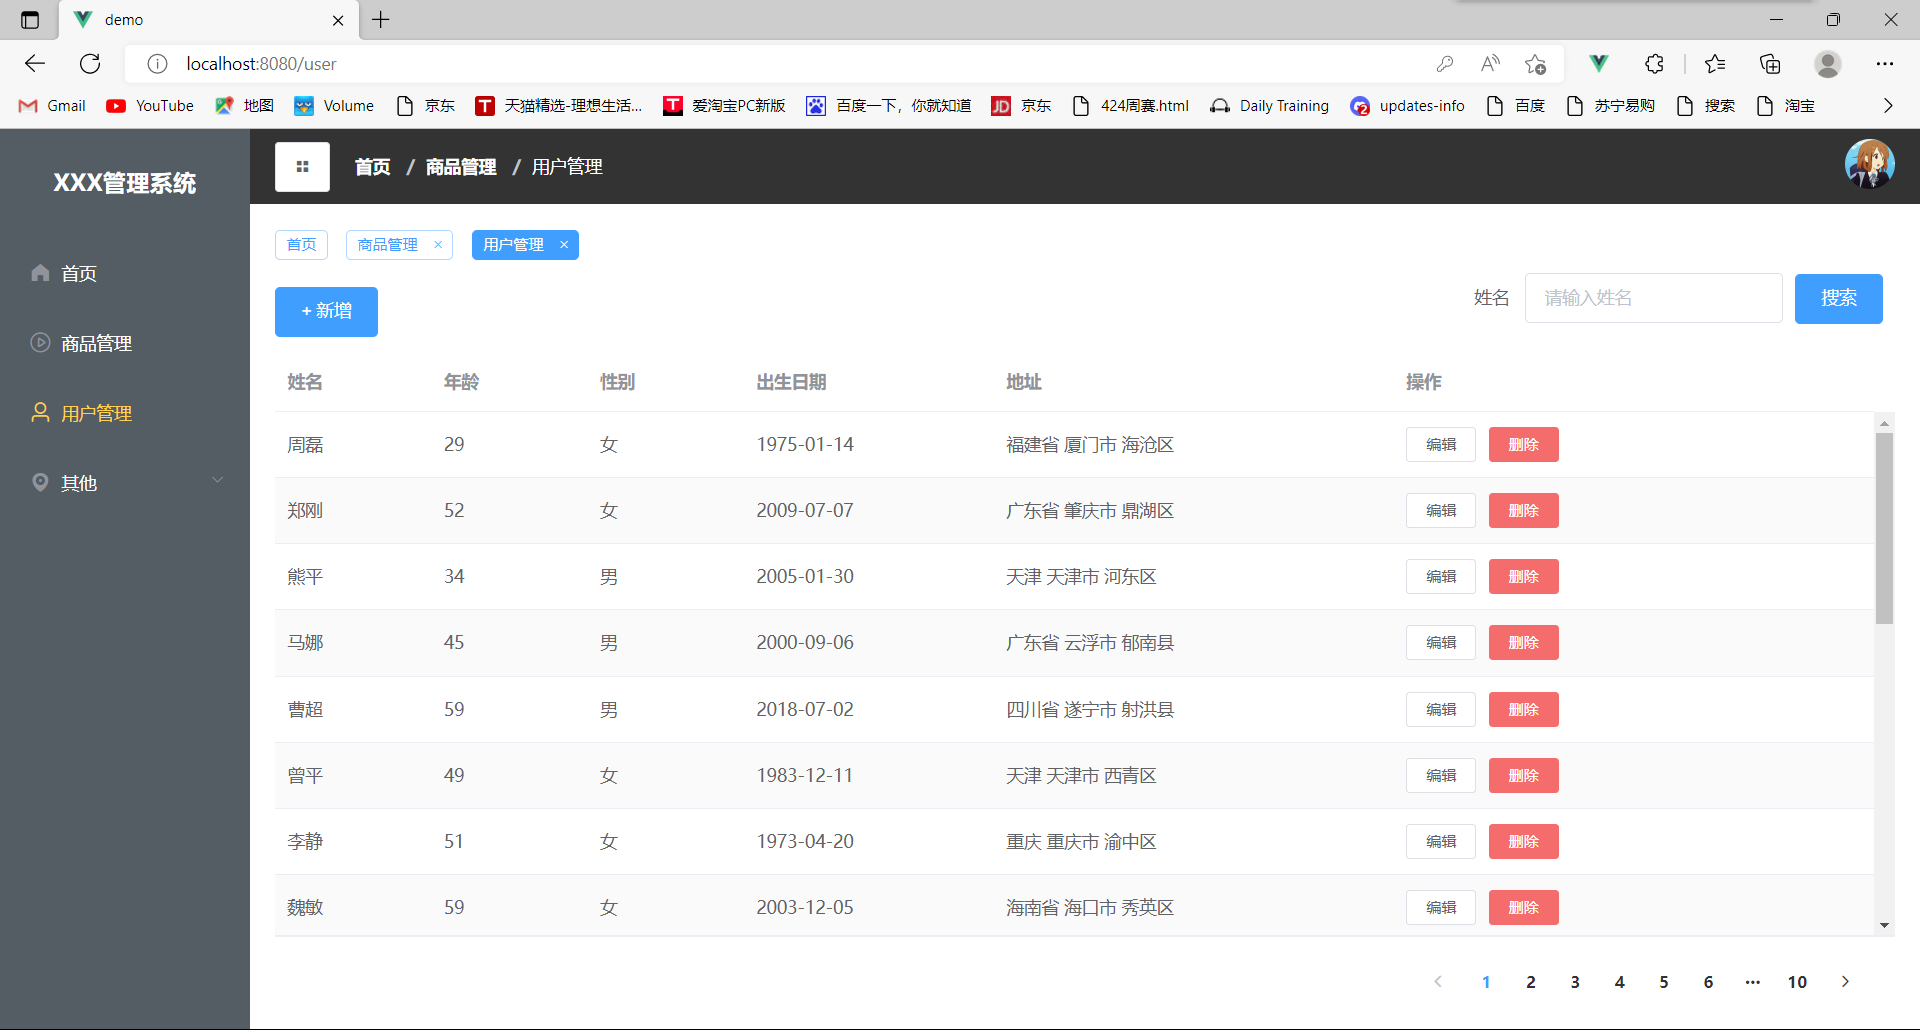 demo
localhost:8080/user
Gmail YouTube 地图 Volume 京东 天猫精选-理想生活... 爱淘宝PC新版 百度一下，你就知道 京东 424周赛.html Daily Training updates-info 百度 苏宁易购 搜索 淘宝
XXX管理系统
首页
商品管理
用户管理
其他
首页 / 商品管理 / 用户管理
首页 商品管理 × 用户管理 ×
+ 新增
姓名 请输入姓名 搜索
姓名 年龄 性别 出生日期 地址 操作
周磊 29 女 1975-01-14 福建省 厦门市 海沧区 编辑 删除
郑刚 52 女 2009-07-07 广东省 肇庆市 鼎湖区 编辑 删除
熊平 34 男 2005-01-30 天津 天津市 河东区 编辑 删除
马娜 45 男 2000-09-06 广东省 云浮市 郁南县 编辑 删除
曹超 59 男 2018-07-02 四川省 遂宁市 射洪县 编辑 删除
曾平 49 女 1983-12-11 天津 天津市 西青区 编辑 删除
李静 51 女 1973-04-20 重庆 重庆市 渝中区 编辑 删除
魏敏 59 女 2003-12-05 海南省 海口市 秀英区 编辑 删除
1 2 3 4 5 6 ··· 10